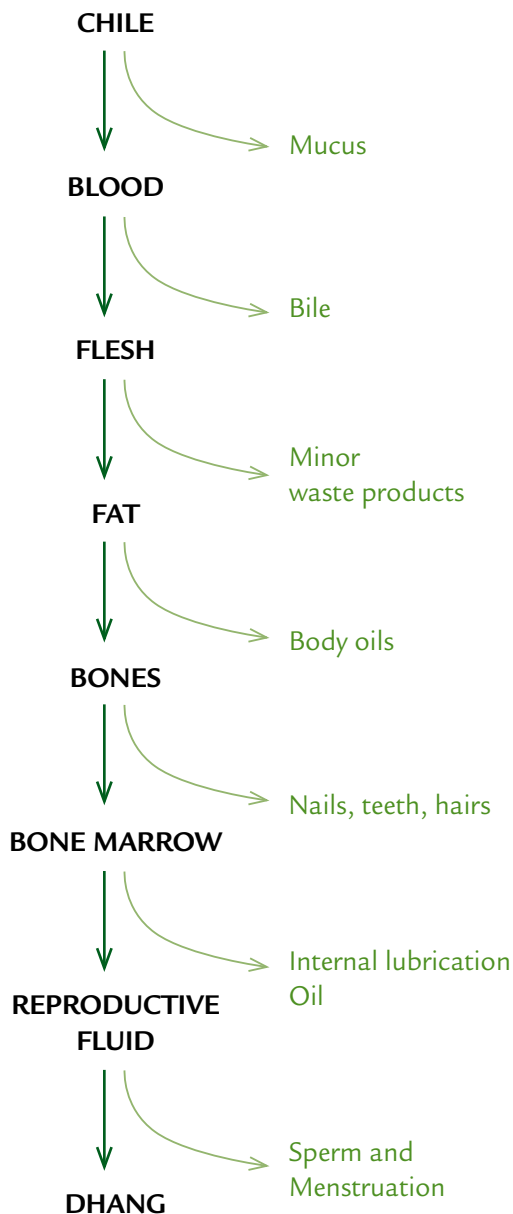 CHILE
Mucus
BLOOD
Bile
FLESH
Minor
waste products
FAT
Body oils
BONES
Nails, teeth, hairs
BONE MARROW
Internal lubrication
Oil
REPRODUCTIVE
FLUID
Sperm and
Menstruation
DHANG